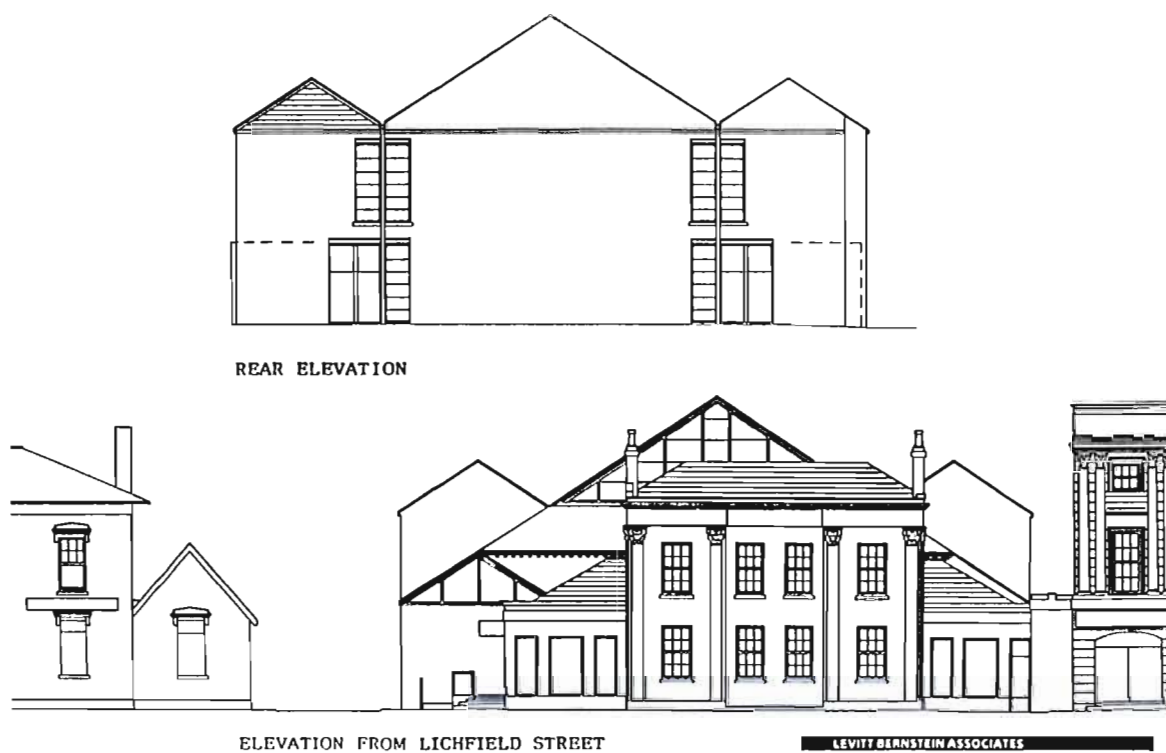 REAR ELEVATION
ELEVATION FROM LICHFIELD STREET
LEVITT BERNSTEIN ASSOCIATES